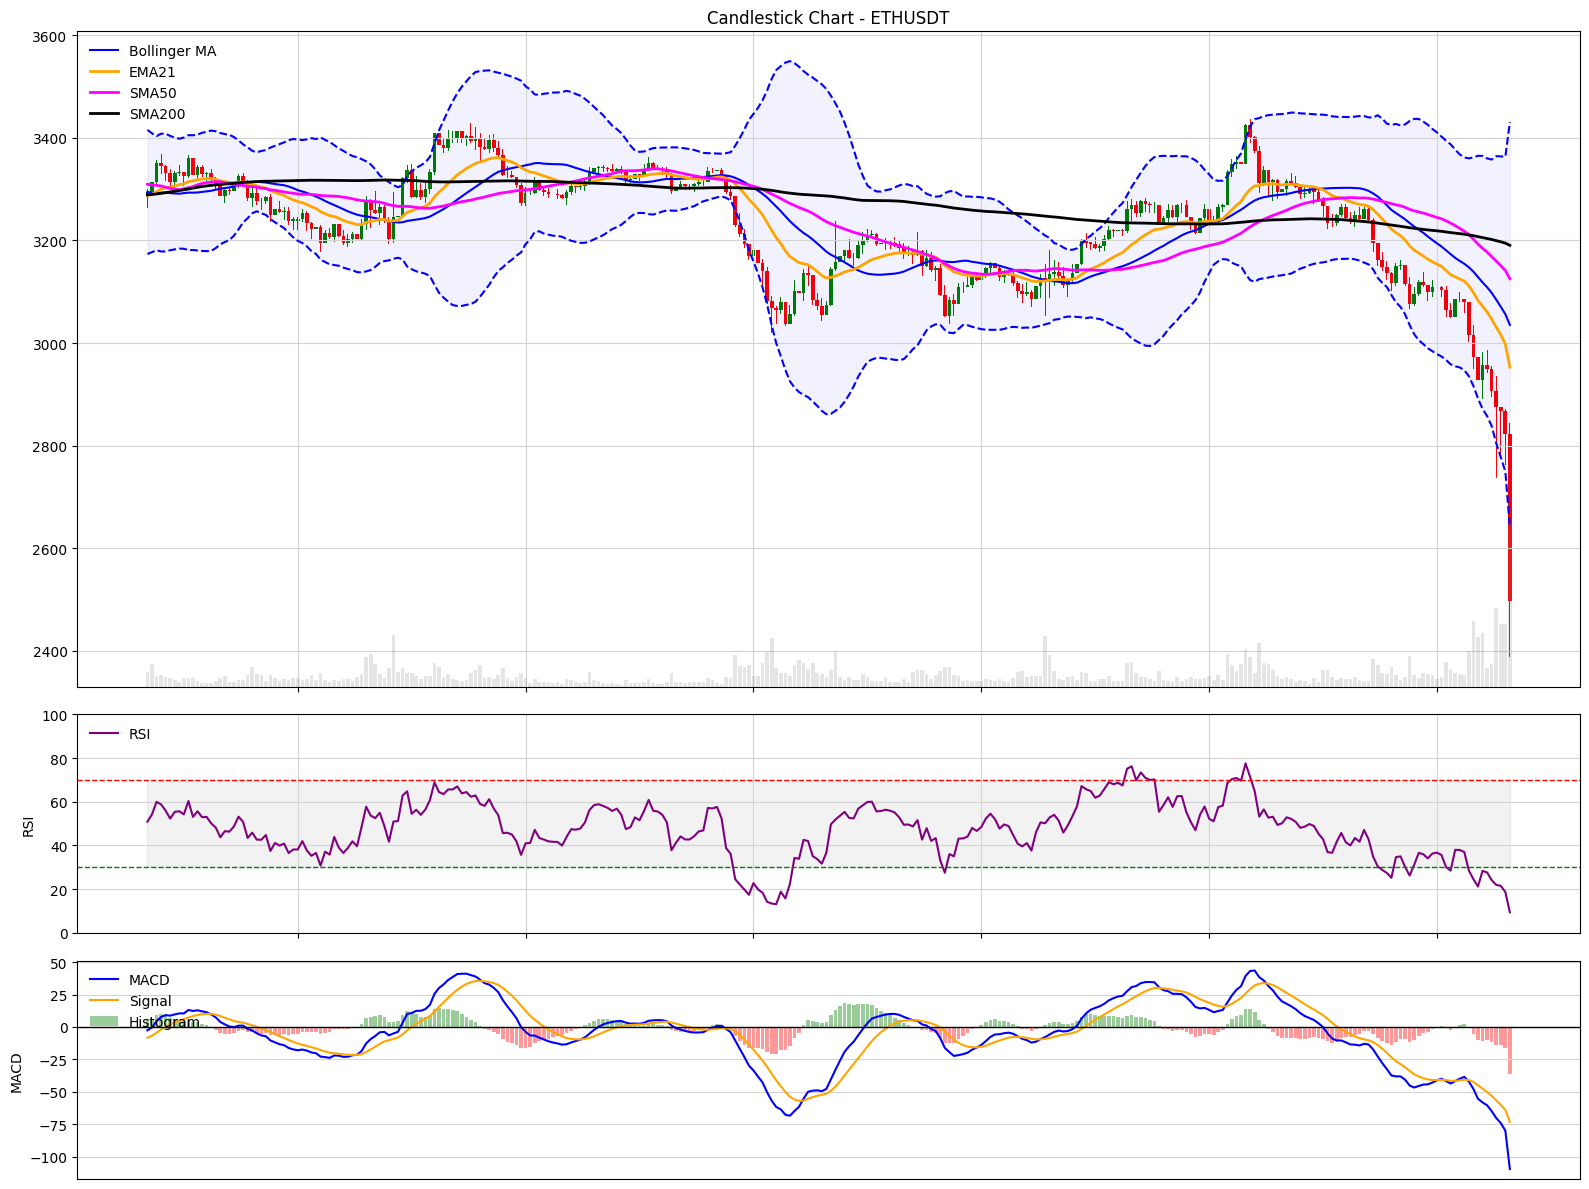 Candlestick Chart - ETHUSDT
3600
3400
3200
3000
2800
2600
2400
Bollinger MA
EMA21
SMA50
SMA200
100
80
60
40
20
0
RSI
RSI
50
25
0
−25
−50
−75
−100
MACD
MACD
Signal
Histogram